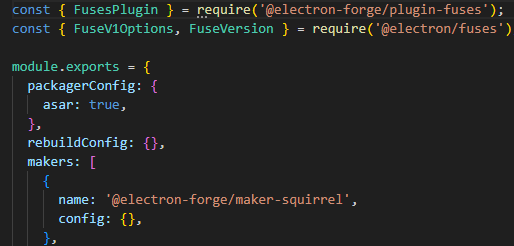 const { FusesPlugin } = require('@electron-forge/plugin-fuses');
const { FuseV1Options, FuseVersion } = require('@electron/fuses')
module.exports = {
  packagerConfig: {
    asar: true,
  },
  rebuildConfig: {},
  makers: [
    {
      name: '@electron-forge/maker-squirrel',
      config: {},
    },